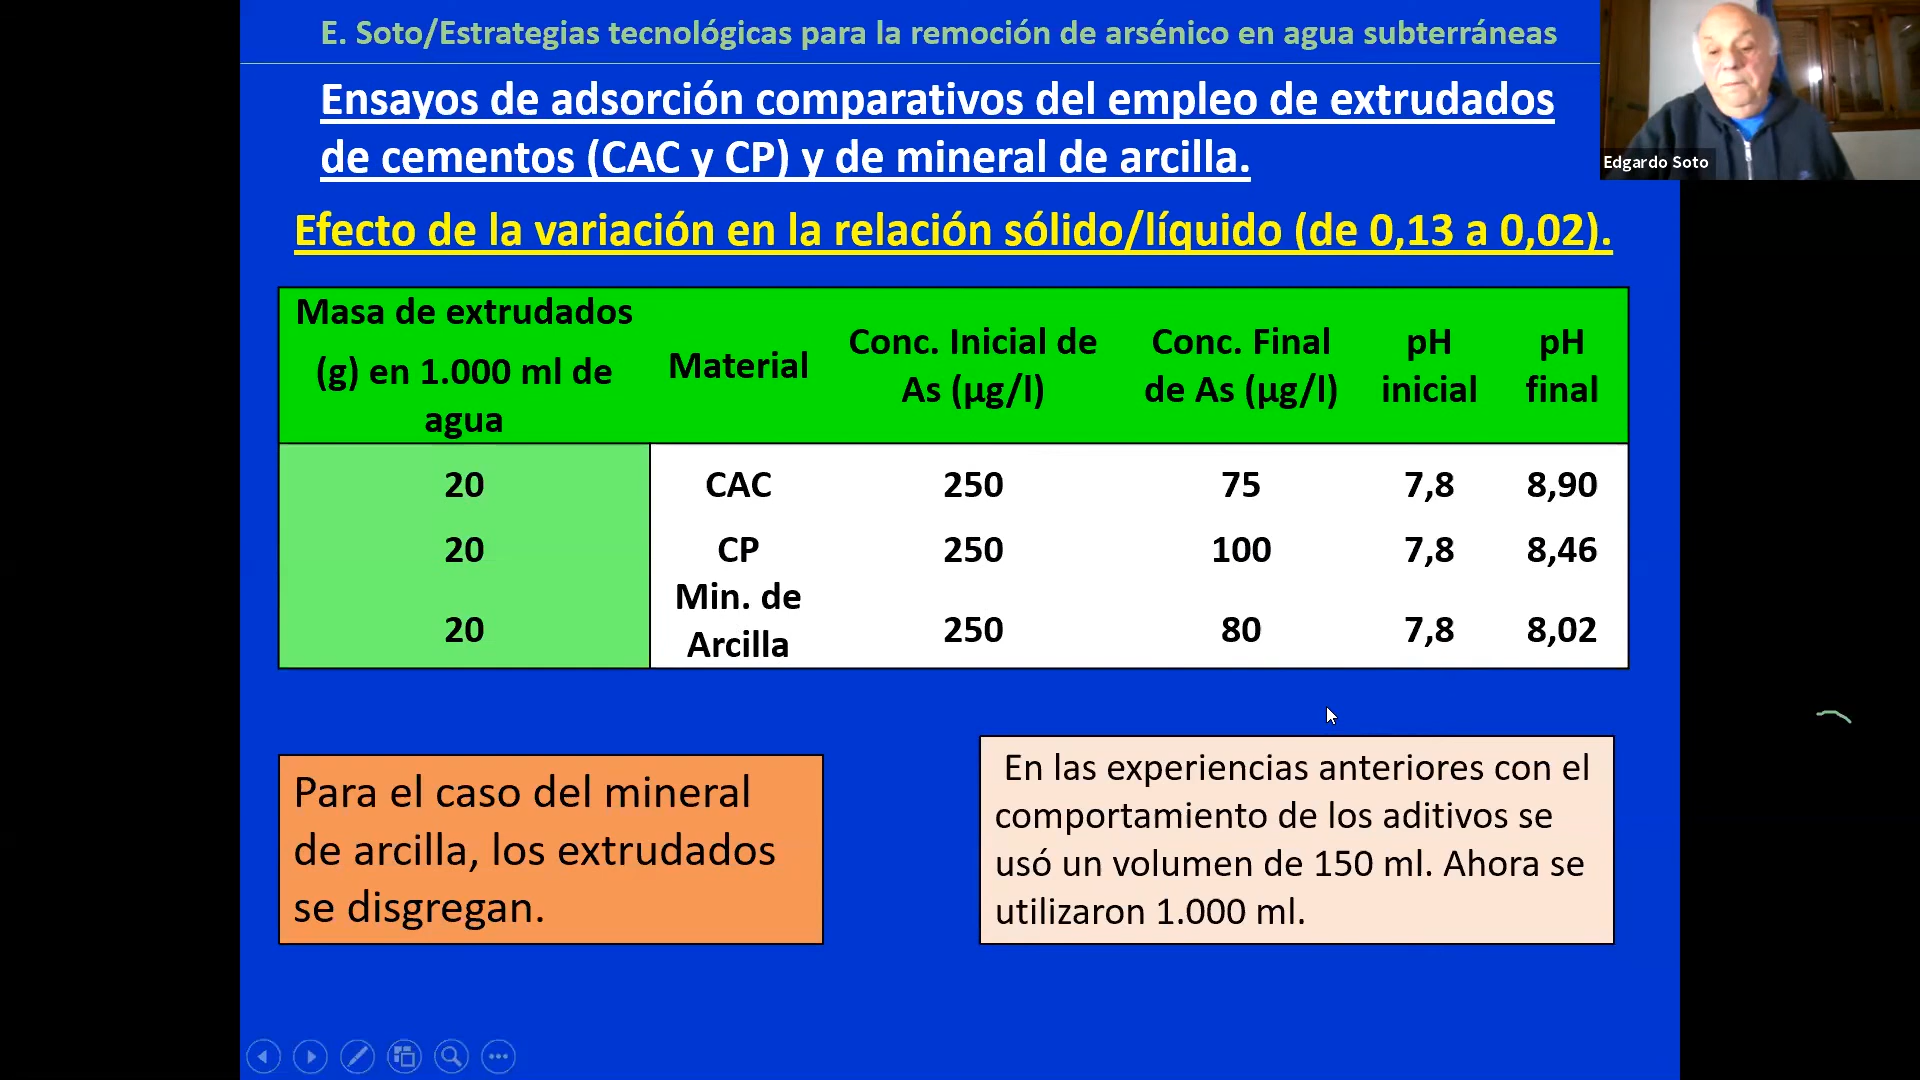 E. Soto/Estrategias tecnológicas para la remoción de arsénico en agua subterráneas
Ensayos de adsorción comparativos del empleo de extrudados
de cementos (CAC y CP) y de mineral de arcilla.
Edgardo Soto
Efecto de la variación en la relación sólido/líquido (de 0,13 a 0,02).
Masa de extrudados
(g) en 1.000 ml de
agua
Material
Conc. Inicial de
As (µg/l)
Conc. Final
de As (µg/l)
pH
inicial
pH
final
20 CAC 250 75 7,8 8,90
20 CP 250 100 7,8 8,46
20 Min. de
Arcilla 250 80 7,8 8,02
Para el caso del mineral
de arcilla, los extrudados
se disgregan.
En las experiencias anteriores con el
comportamiento de los aditivos se
usó un volumen de 150 ml. Ahora se
utilizaron 1.000 ml.